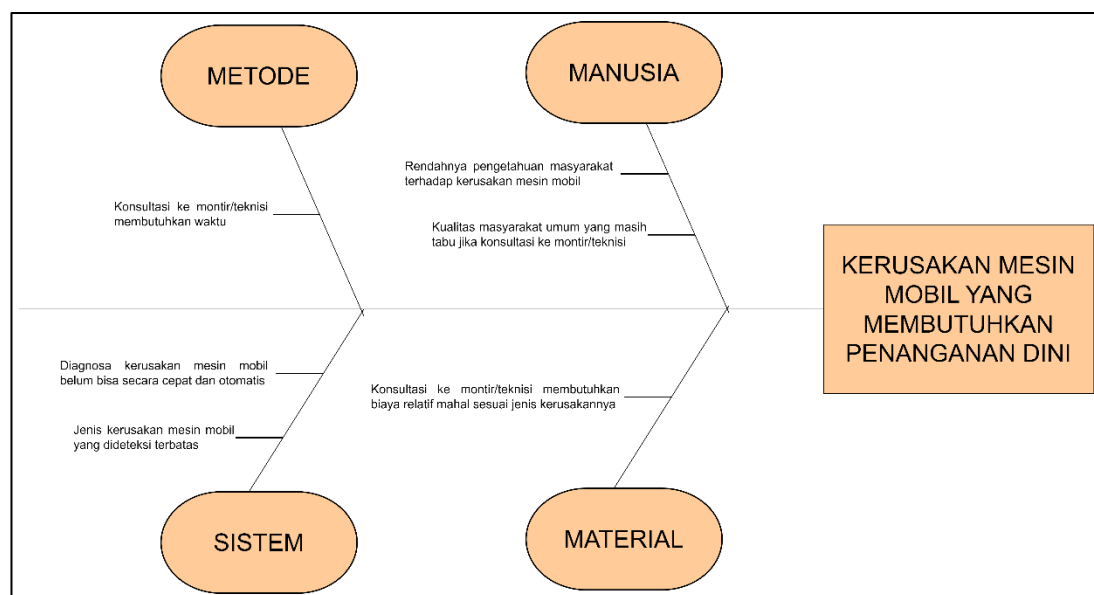 METODE
MANUSIA
Rendahnya pengetahuan masyarakat
terhadap kerusakan mesin mobil
Konsultasi ke montir/teknisi
membutuhkan waktu
Kualitas masyarakat umum yang masih
tabu jika konsultasi ke montir/teknisi
KERUSAKAN MESIN
MOBIL YANG
MEMBUTUHKAN
PENANGANAN DINI
Diagnosa kerusakan mesin mobil
belum bisa secara cepat dan otomatis
Jenis kerusakan mesin mobil
yang dideteksi terbatas
Konsultasi ke montir/teknisi membutuhkan
biaya relatif mahal sesuai jenis kerusakannya
SISTEM
MATERIAL